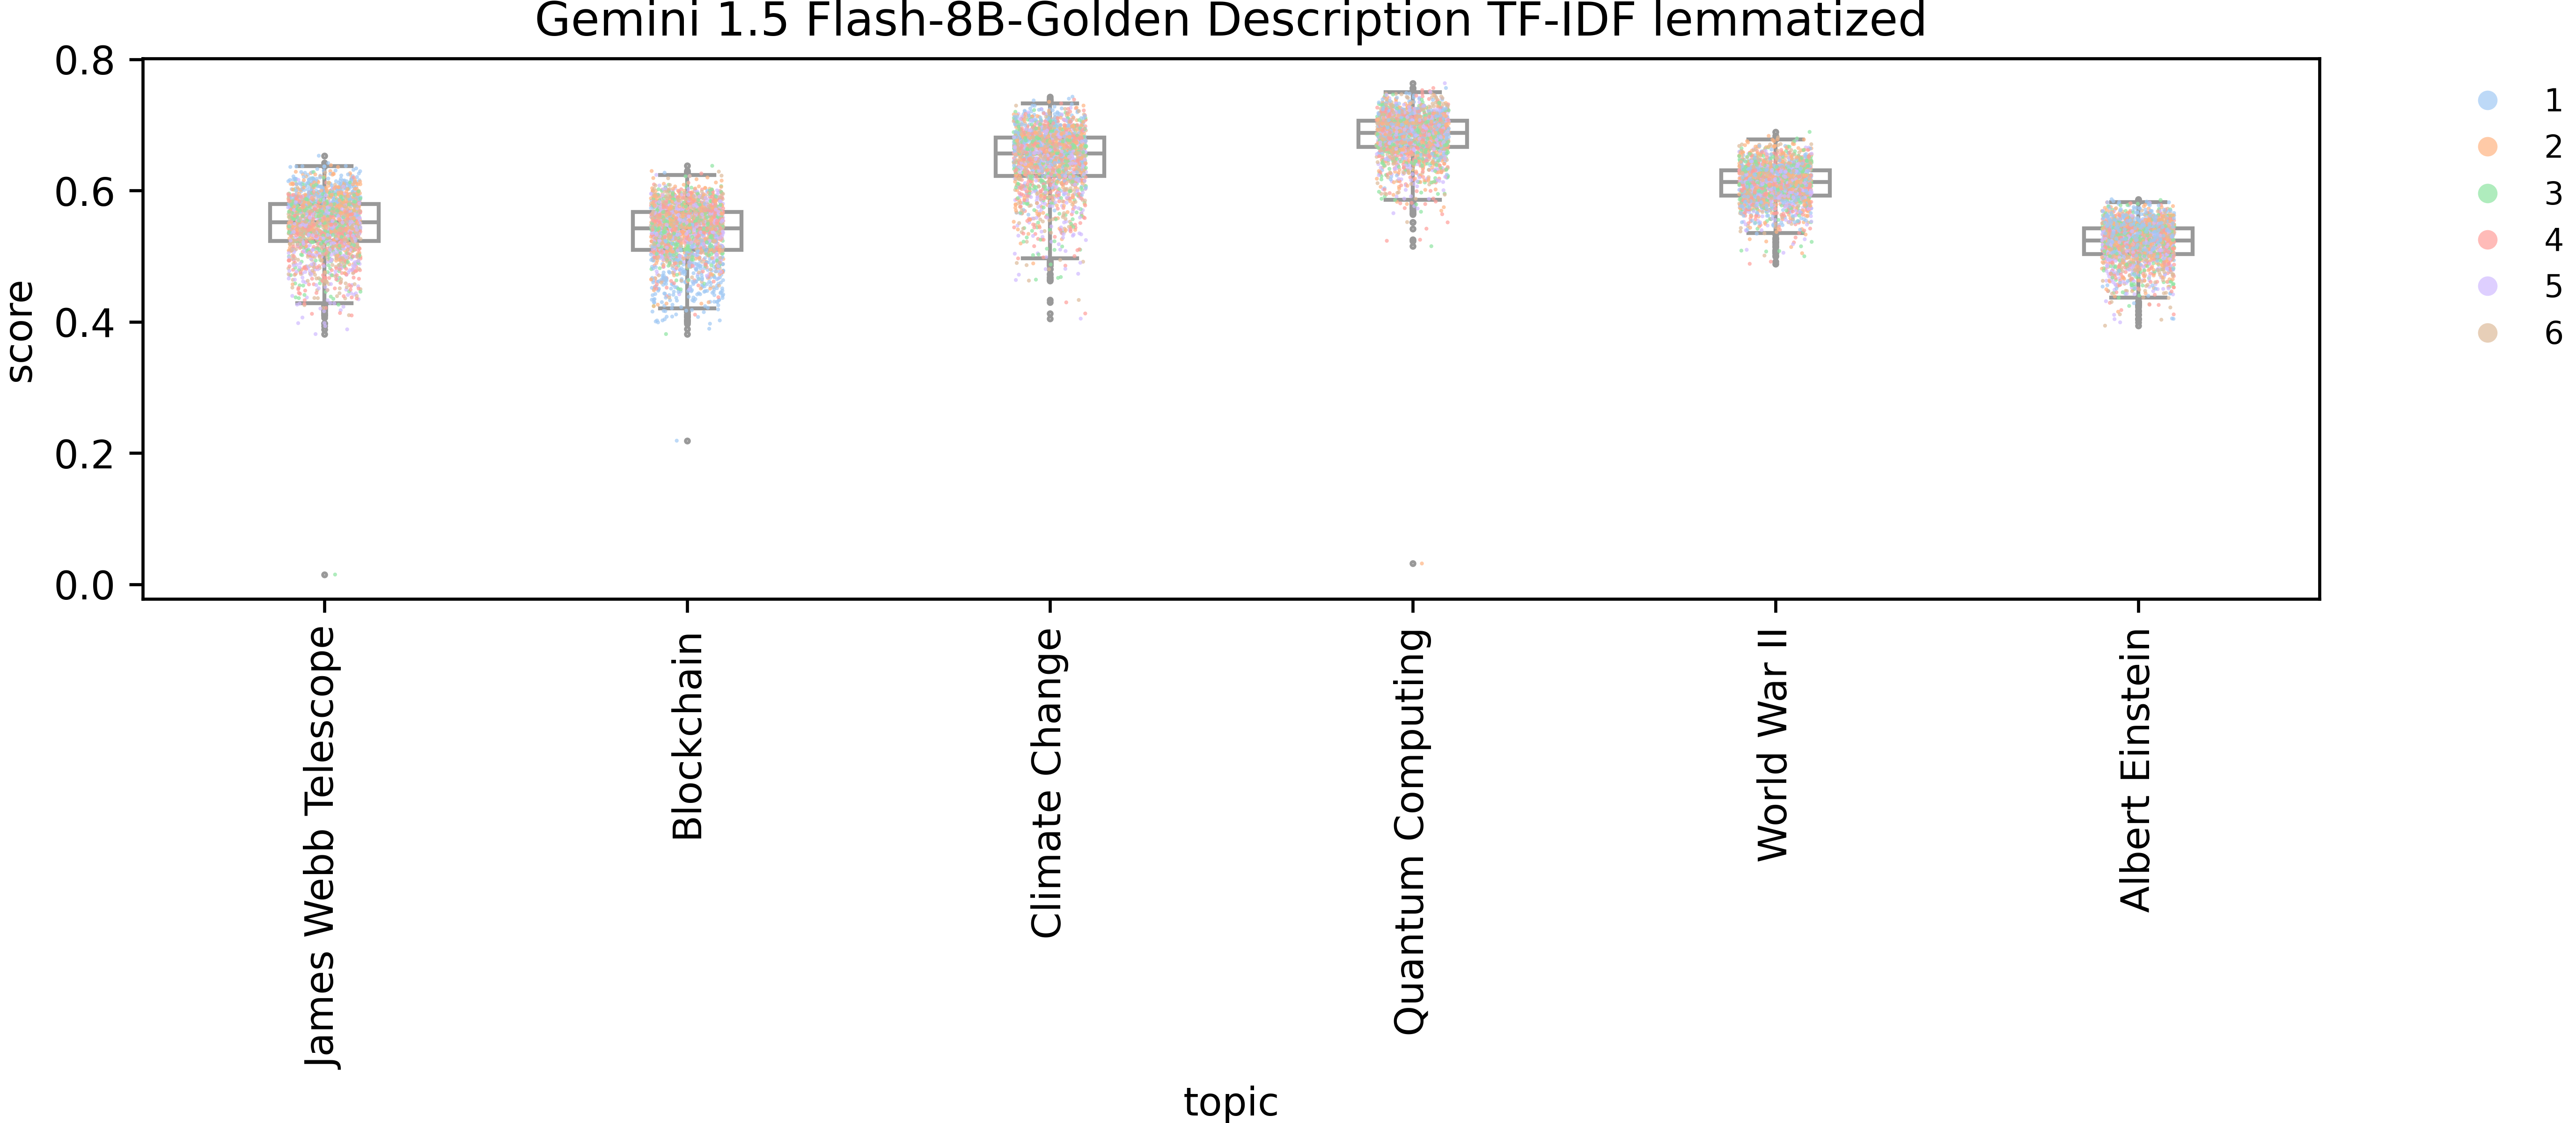 Gemini 1.5 Flash-8B-Golden Description TF-IDF lemmatized
0.8
0.6
0.4
0.2
0.0
score
1
2
3
4
5
6
James Webb Telescope
Blockchain
Climate Change
Quantum Computing
World War II
Albert Einstein
topic